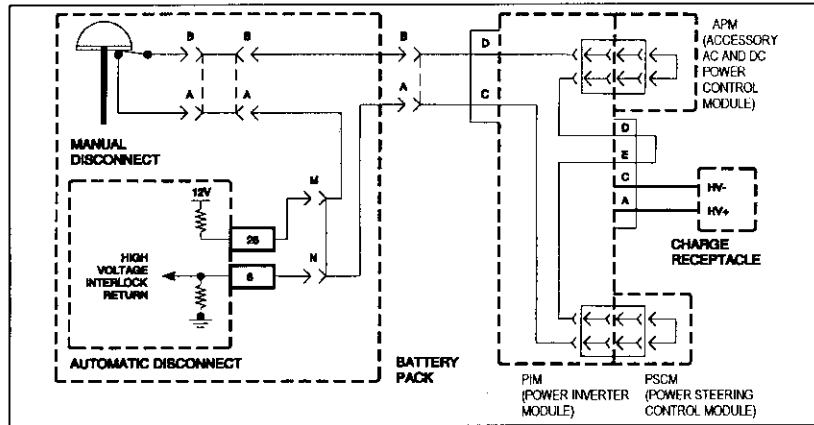 APM
(ACCESSORY
AC AND DC
POWER
CONTROL
MODULE)
B
B
B
D
A
A
A
C
MANUAL
DISCONNECT
D
E
C
HV-
A
HV+
CHARGE
RECEPTACLE
12V
M
25
HIGH
VOLTAGE
INTERLOCK
RETURN
N
6
AUTOMATIC DISCONNECT
BATTERY
PACK
PIM
(POWER INVERTER
MODULE)
PSCM
(POWER STEERING
CONTROL MODULE)